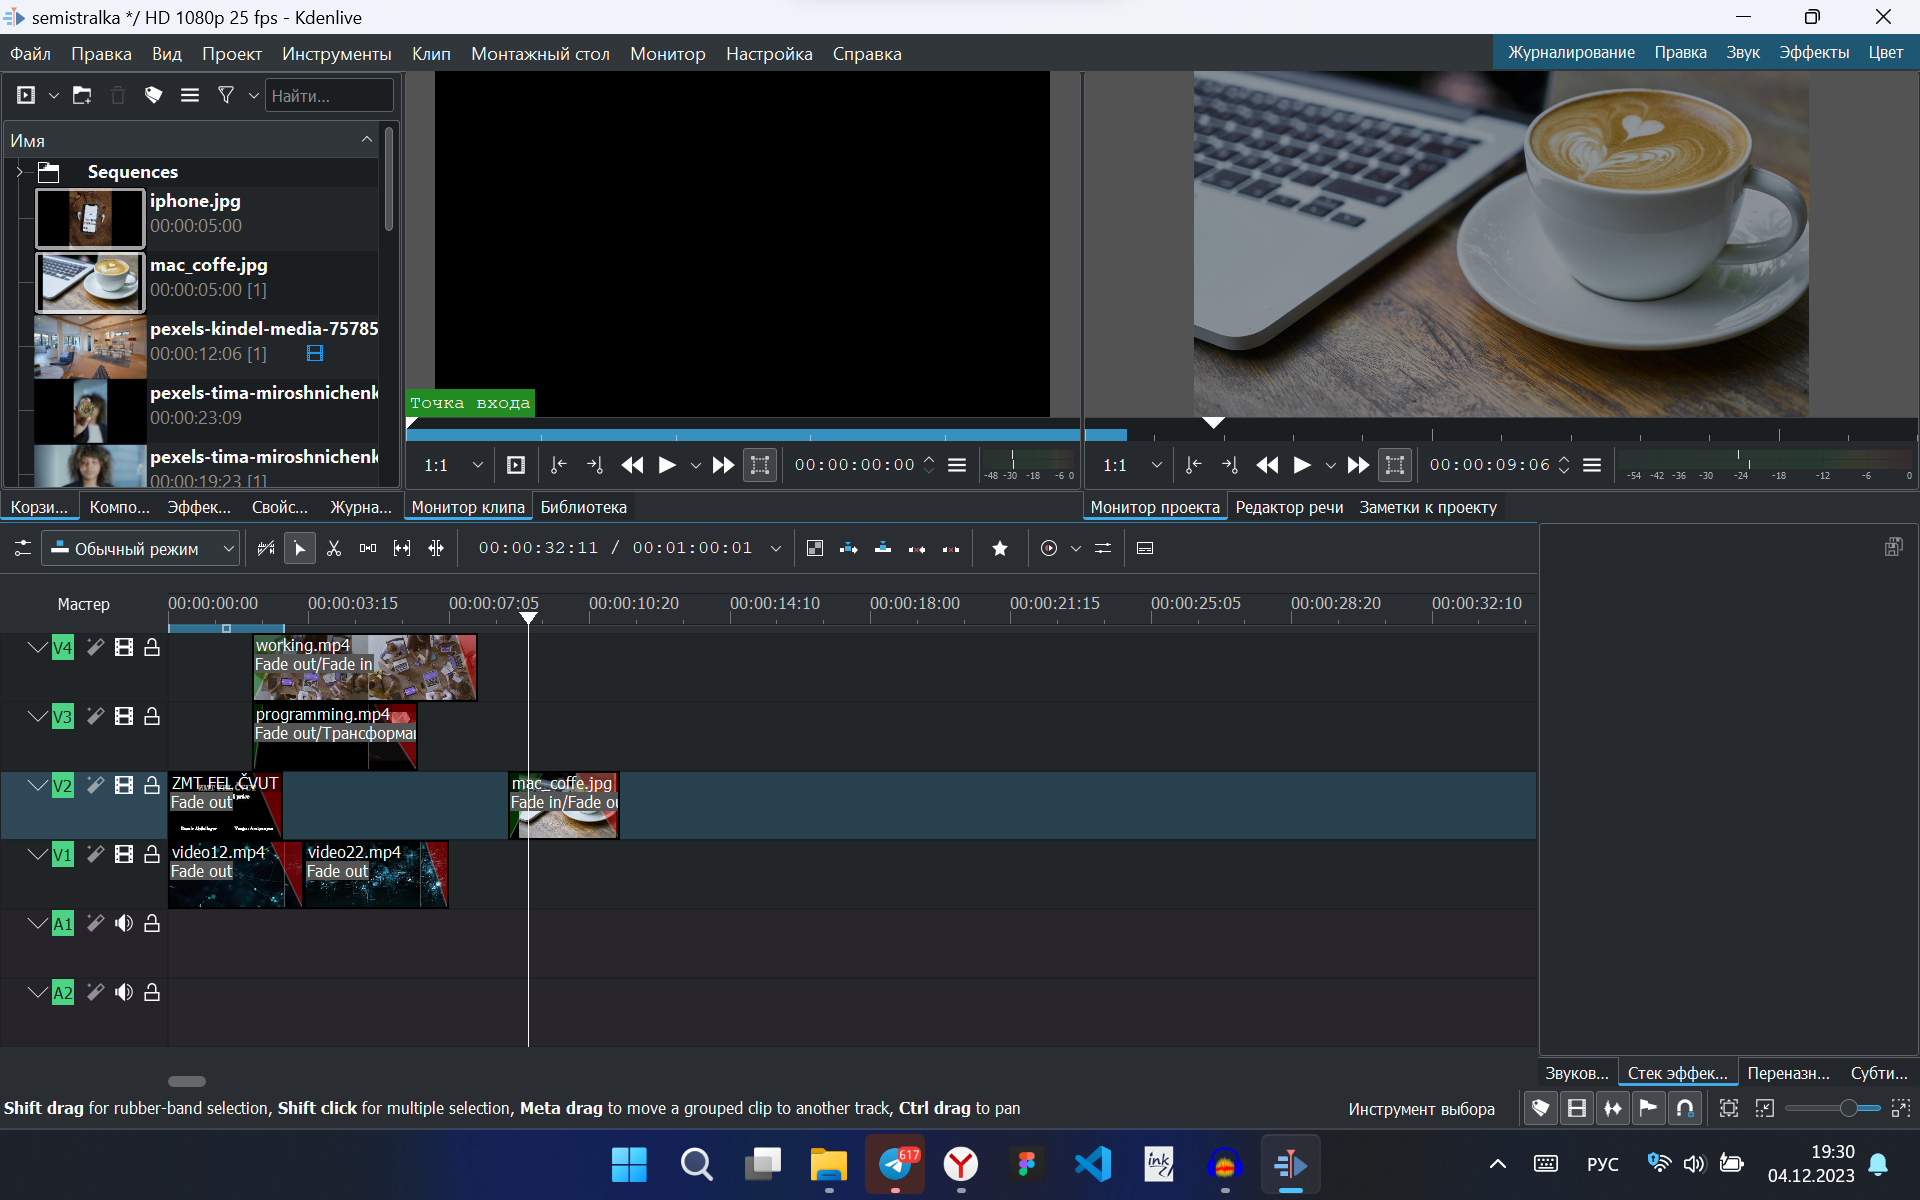 semistralka */ HD 1080p 25 fps - Kdenlive
Файл Правка Вид Проект Инструменты Клип Монтажный стол Монитор Настройка Справка
Журналирование Правка Звук Эффекты Цвет
Найти...
Имя
Sequences
iphone.jpg
00:00:05:00
mac_coffe.jpg
00:00:05:00 [1]
pexels-kindel-media-75785
00:00:12:06 [1]
pexels-tima-miroshnichenk
00:00:23:09
pexels-tima-miroshnichenk
00:00:19:23 [1]
Точка входа
1:1
00:00:00:00
-48 -30 -18 -6 0
1:1
00:00:09:06
-54 -42 -36 -30 -24 -18 -12 -6 0
Корзи... Компо... Эффек... Свойс... Журна...
Монитор клипа Библиотека
Монитор проекта Редактор речи Заметки к проекту
Обычный режим
00:00:32:11 / 00:01:00:01
Мастер
00:00:00:00 00:00:03:15 00:00:07:05 00:00:10:20 00:00:14:10 00:00:18:00 00:00:21:15 00:00:25:05 00:00:28:20 00:00:32:10
V4
working.mp4
Fade out/Fade in
V3
programming.mp4
Fade out/Трансформа
V2
ZMT FEL ČVUT
Fade out
mac_coffe.jpg
Fade in/Fade ou
V1
video12.mp4
Fade out
video22.mp4
Fade out
A1
A2
Звуков... Стек эффек... Переназн... Субти...
Shift drag for rubber-band selection, Shift click for multiple selection, Meta drag to move a grouped clip to another track, Ctrl drag to pan
Инструмент выбора
617
ink
РУС
19:30
04.12.2023